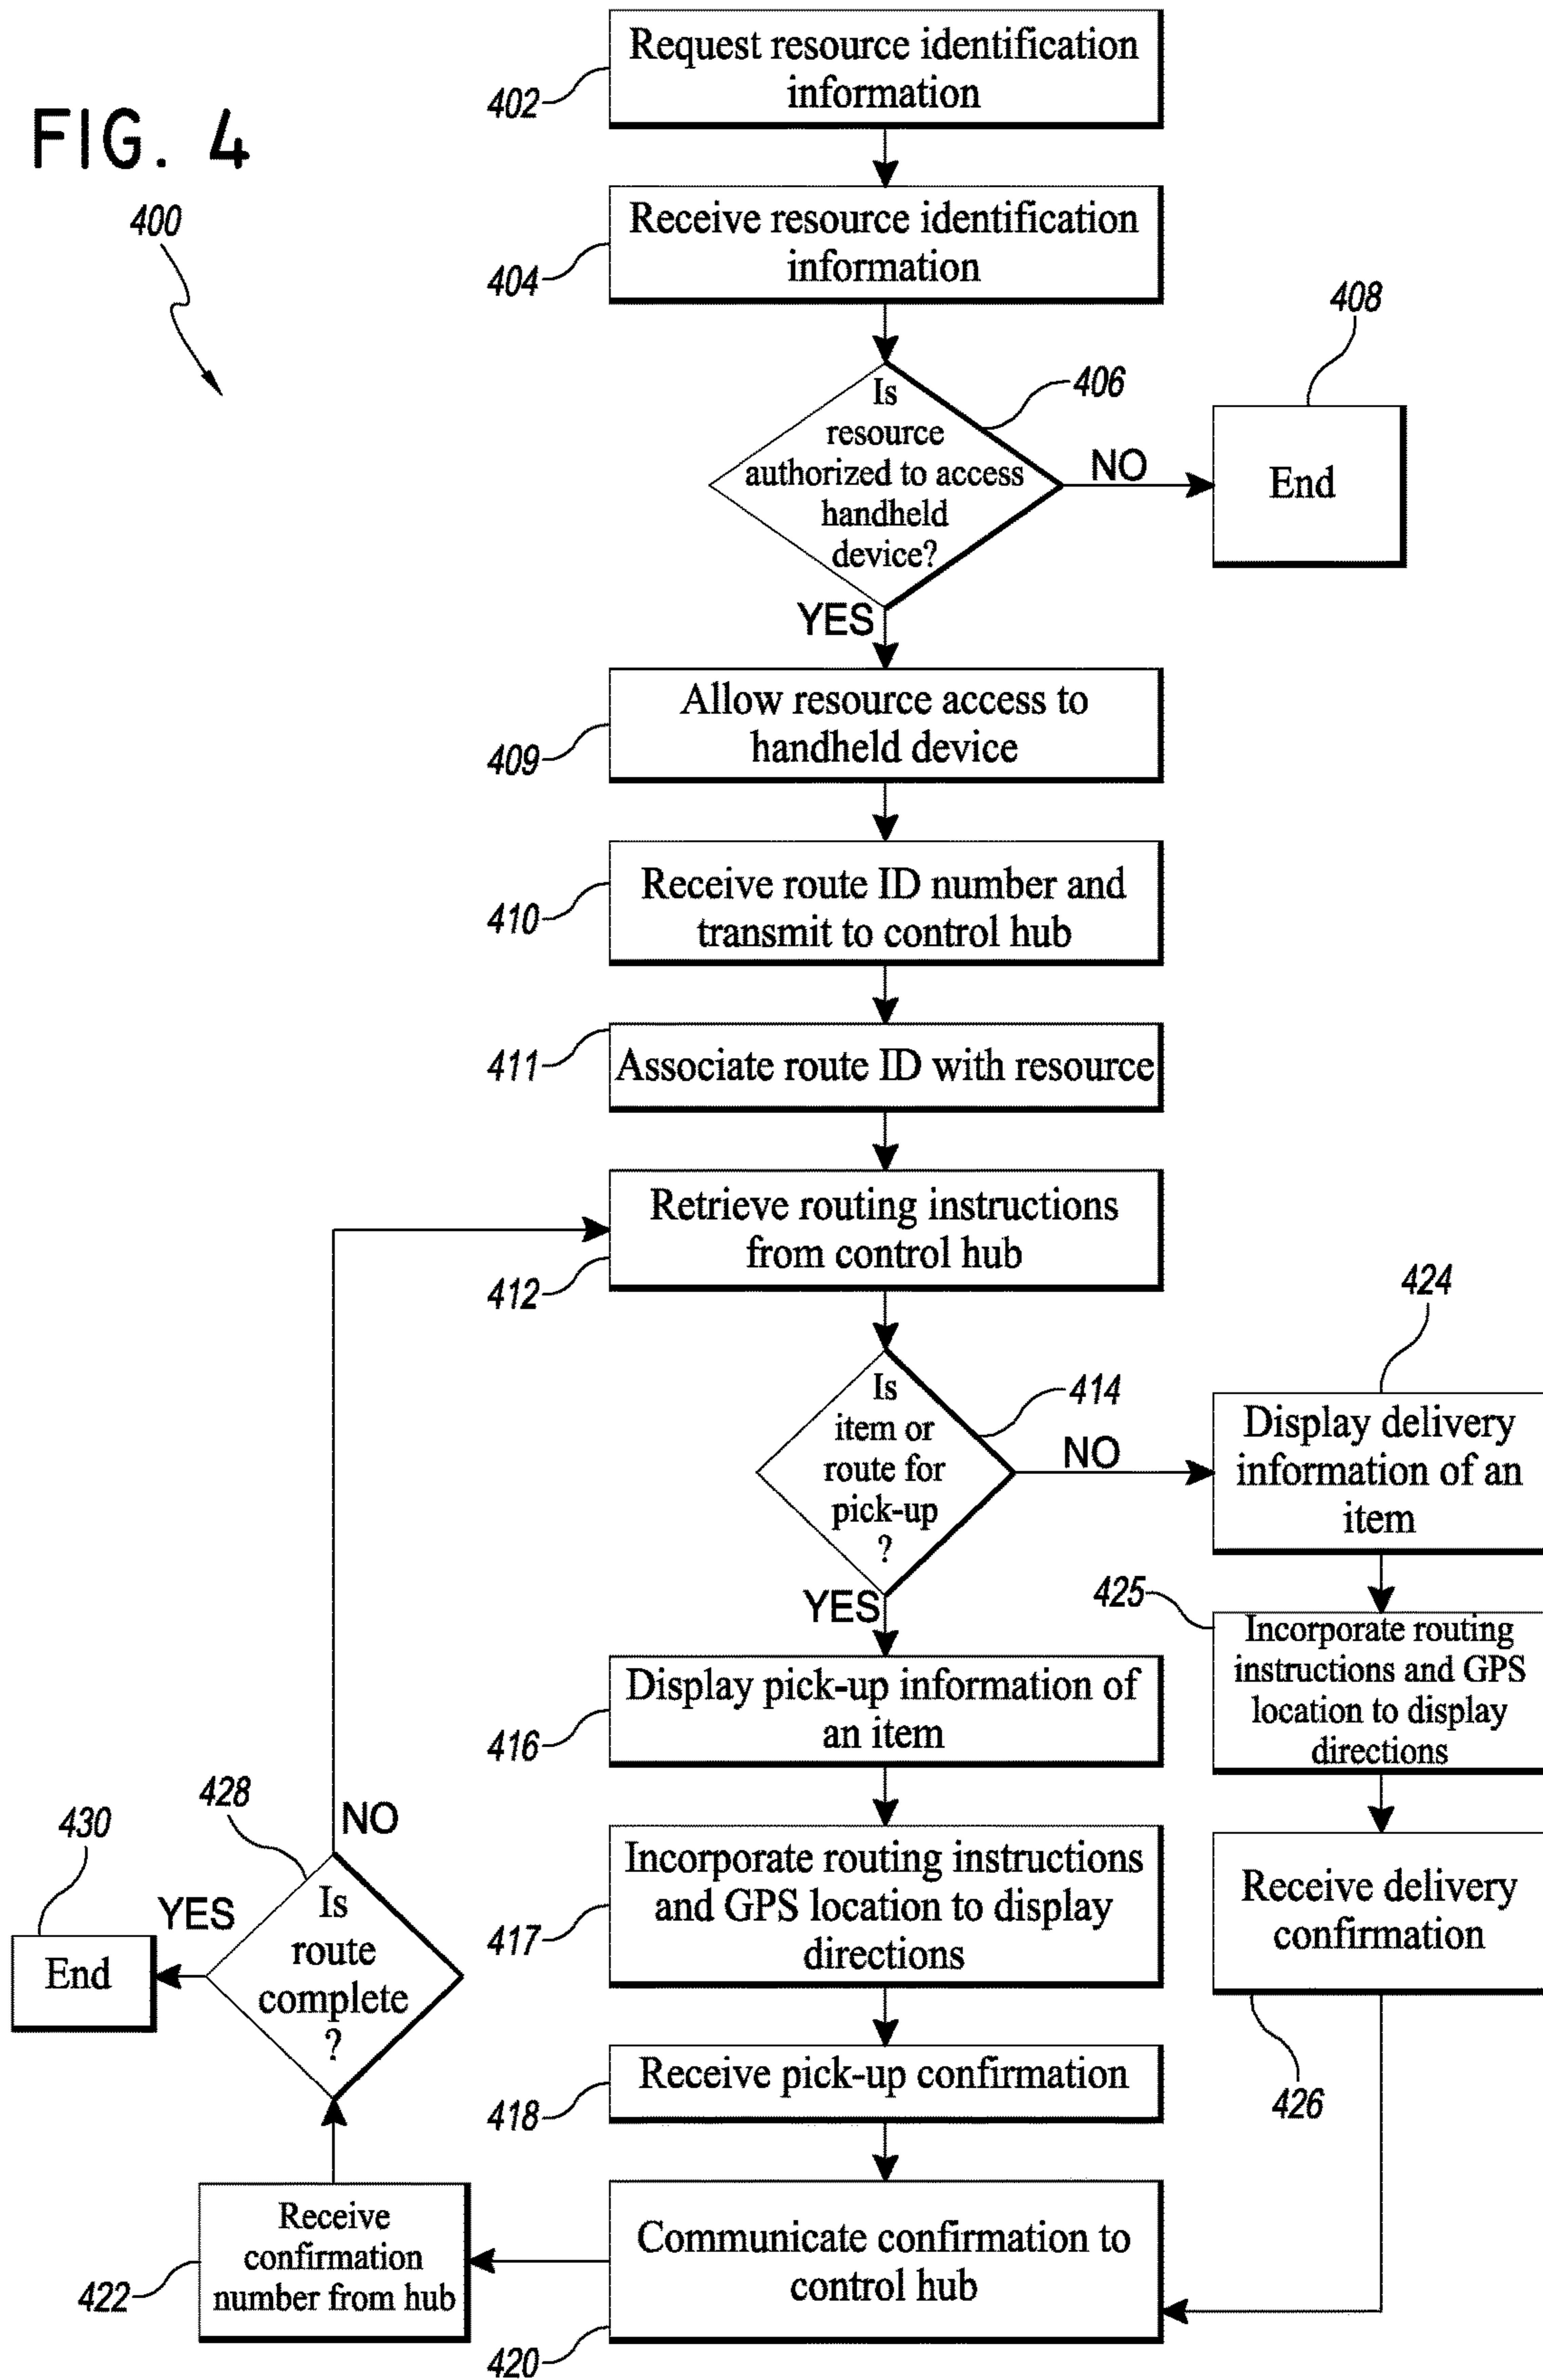 FIG. 4
400
Request resource identification
information
402
Receive resource identification
information
404
Is
resource
authorized to access
handheld
device?
406
NO
408
End
YES
Allow resource access to
handheld device
409
Receive route ID number and
transmit to control hub
410
Associate route ID with resource
411
Retrieve routing instructions
from control hub
412
Is
item or
route for
pick-up
?
414
NO
424
Display delivery
information of an
item
YES
425
Incorporate routing
instructions and GPS
location to display
directions
Display pick-up information of
an item
416
Incorporate routing instructions
and GPS location to display
directions
417
Receive delivery
confirmation
426
Receive pick-up confirmation
418
Communicate confirmation to
control hub
420
Receive
confirmation
number from hub
422
428
NO
Is
route
complete
?
YES
430
End